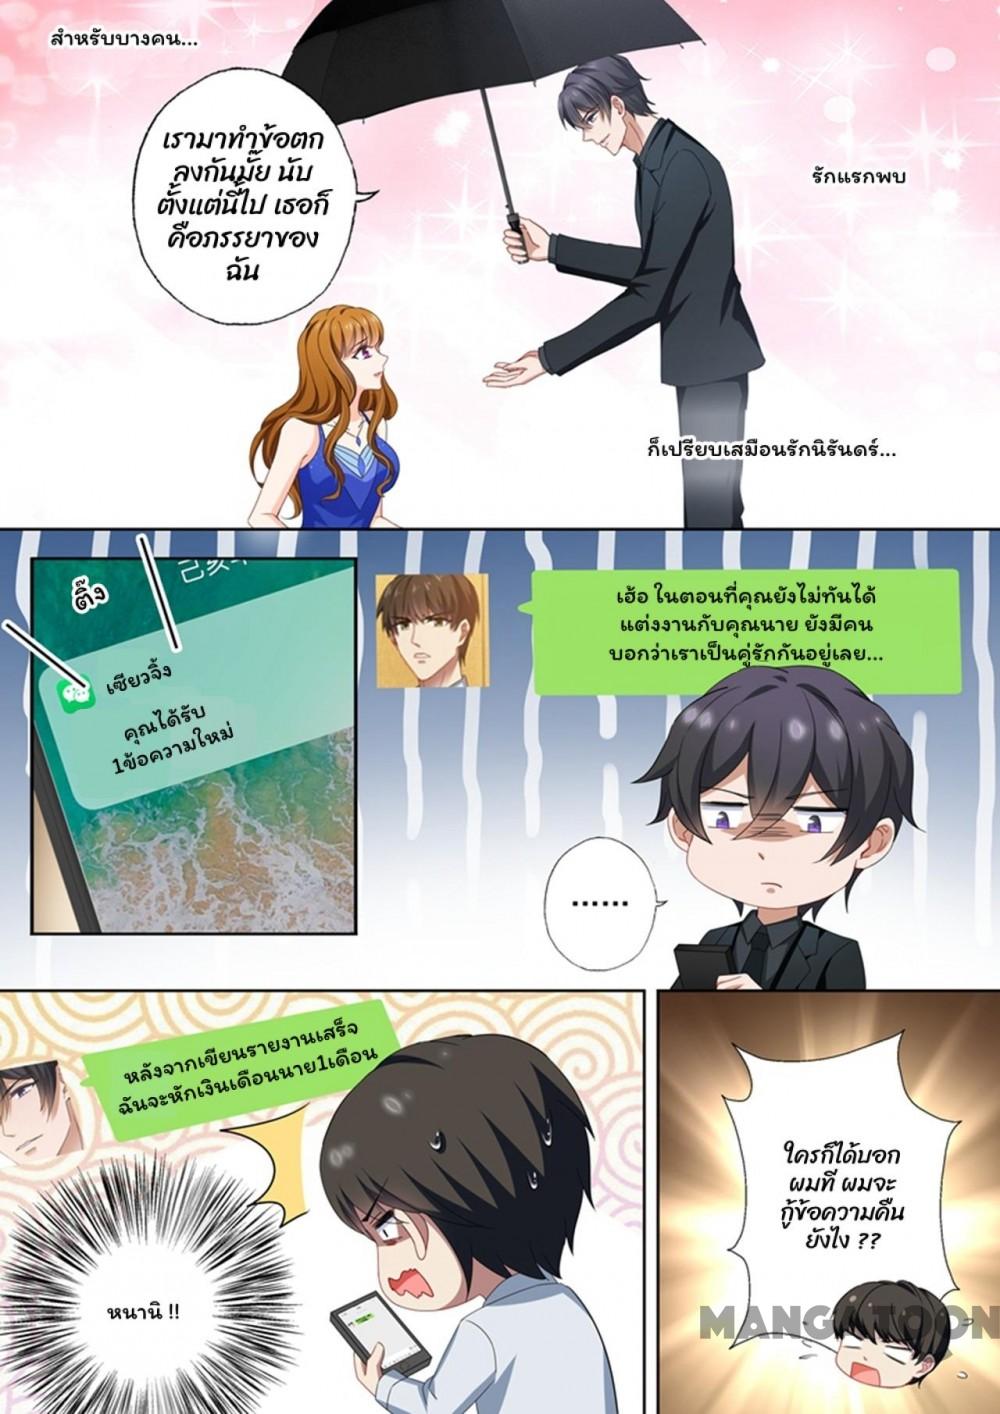 สำหรับบางคน...
เรามาทำข้อตก
ลงกันมั้ย นับ
ตั้งแต่นี้ไป เธอก็
คือภรรยาของ
ฉัน
รักแรกพบ
ก็เปรียบเสมือนรักนิรันดร์...
ติ๊ง
เซียวจิ้ง
คุณได้รับ
1ข้อความใหม่
เฮ้อ ในตอนที่คุณยังไม่ทันได้
แต่งงานกับคุณนาย ยังมีคน
บอกว่าเราเป็นคู่รักกันอยู่เลย...
......
หลังจากเขียนรายงานเสร็จ
ฉันจะหักเงินเดือนนาย1เดือน
หนานิ !!
ใครก็ได้บอก
ผมที ผมจะ
กู้ข้อความคืน
ยังไง ??
MANGATOON